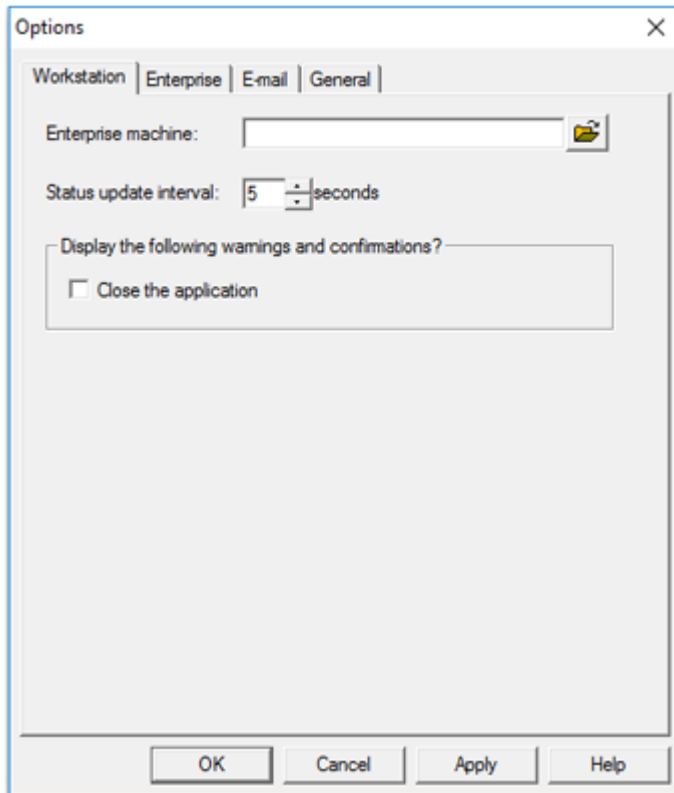 Options
Workstation Enterprise E-mail General
Enterprise machine:
Status update interval: 5 seconds
Display the following warnings and confirmations?
Close the application
OK Cancel Apply Help